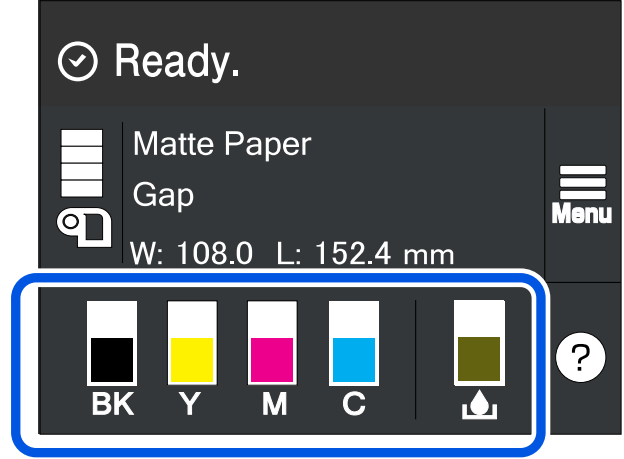 Ready.
Matte Paper
Gap
W: 108.0 L: 152.4 mm
Menu
BK Y M C
?